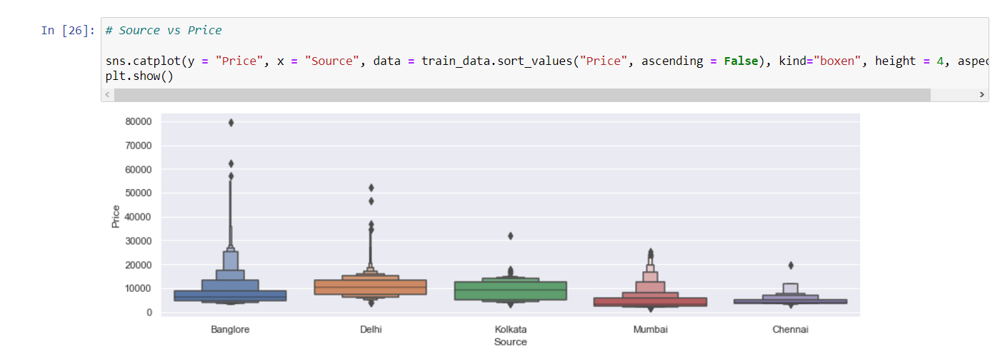 In [26]: # Source vs Price
sns.catplot(y = "Price", x = "Source", data = train_data.sort_values("Price", ascending = False), kind="boxen", height = 4, aspec
plt.show()
80000
70000
60000
50000
40000
30000
20000
10000
0
Price
Banglore Delhi Kolkata Mumbai Chennai
Source